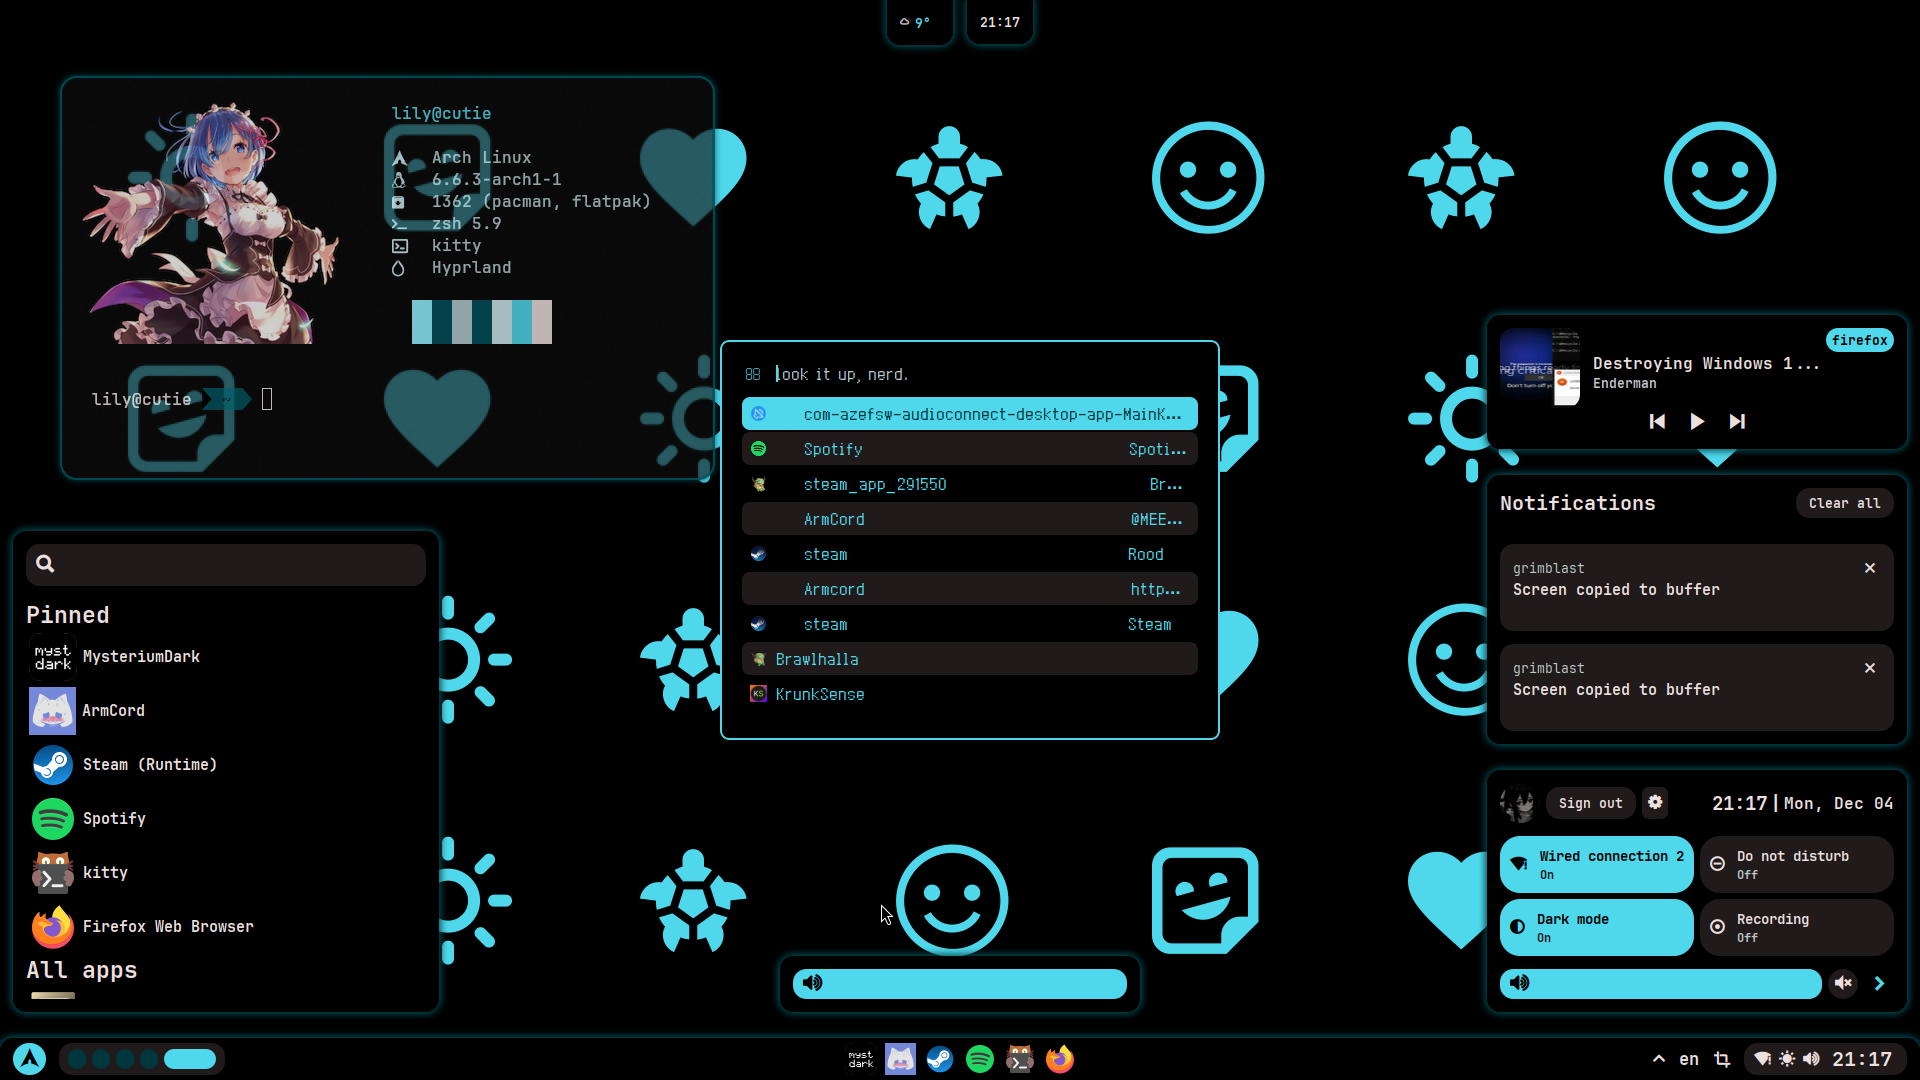 9°
21:17
lily@cutie
Arch Linux
6.6.3-arch1-1
1362 (pacman, flatpak)
zsh 5.9
kitty
Hyprland
lily@cutie ~
look it up, nerd.
com-azefsw-audioconnect-desktop-app-MainK...
Spotify Spoti...
steam_app_291550 Br...
ArmCord @MEE...
steam Rood
Armcord http...
steam Steam
Brawlhalla
KS KrunkSense
firefox
Destroying Windows 1...
Enderman
Notifications
Clear all
grimblast
Screen copied to buffer
grimblast
Screen copied to buffer
Pinned
myst
dark
MysteriumDark
ArmCord
Steam (Runtime)
Spotify
kitty
Firefox Web Browser
All apps
Sign out
21:17|Mon, Dec 04
Wired connection 2
On
Do not disturb
Off
Dark mode
On
Recording
Off
myst
dark
en
21:17